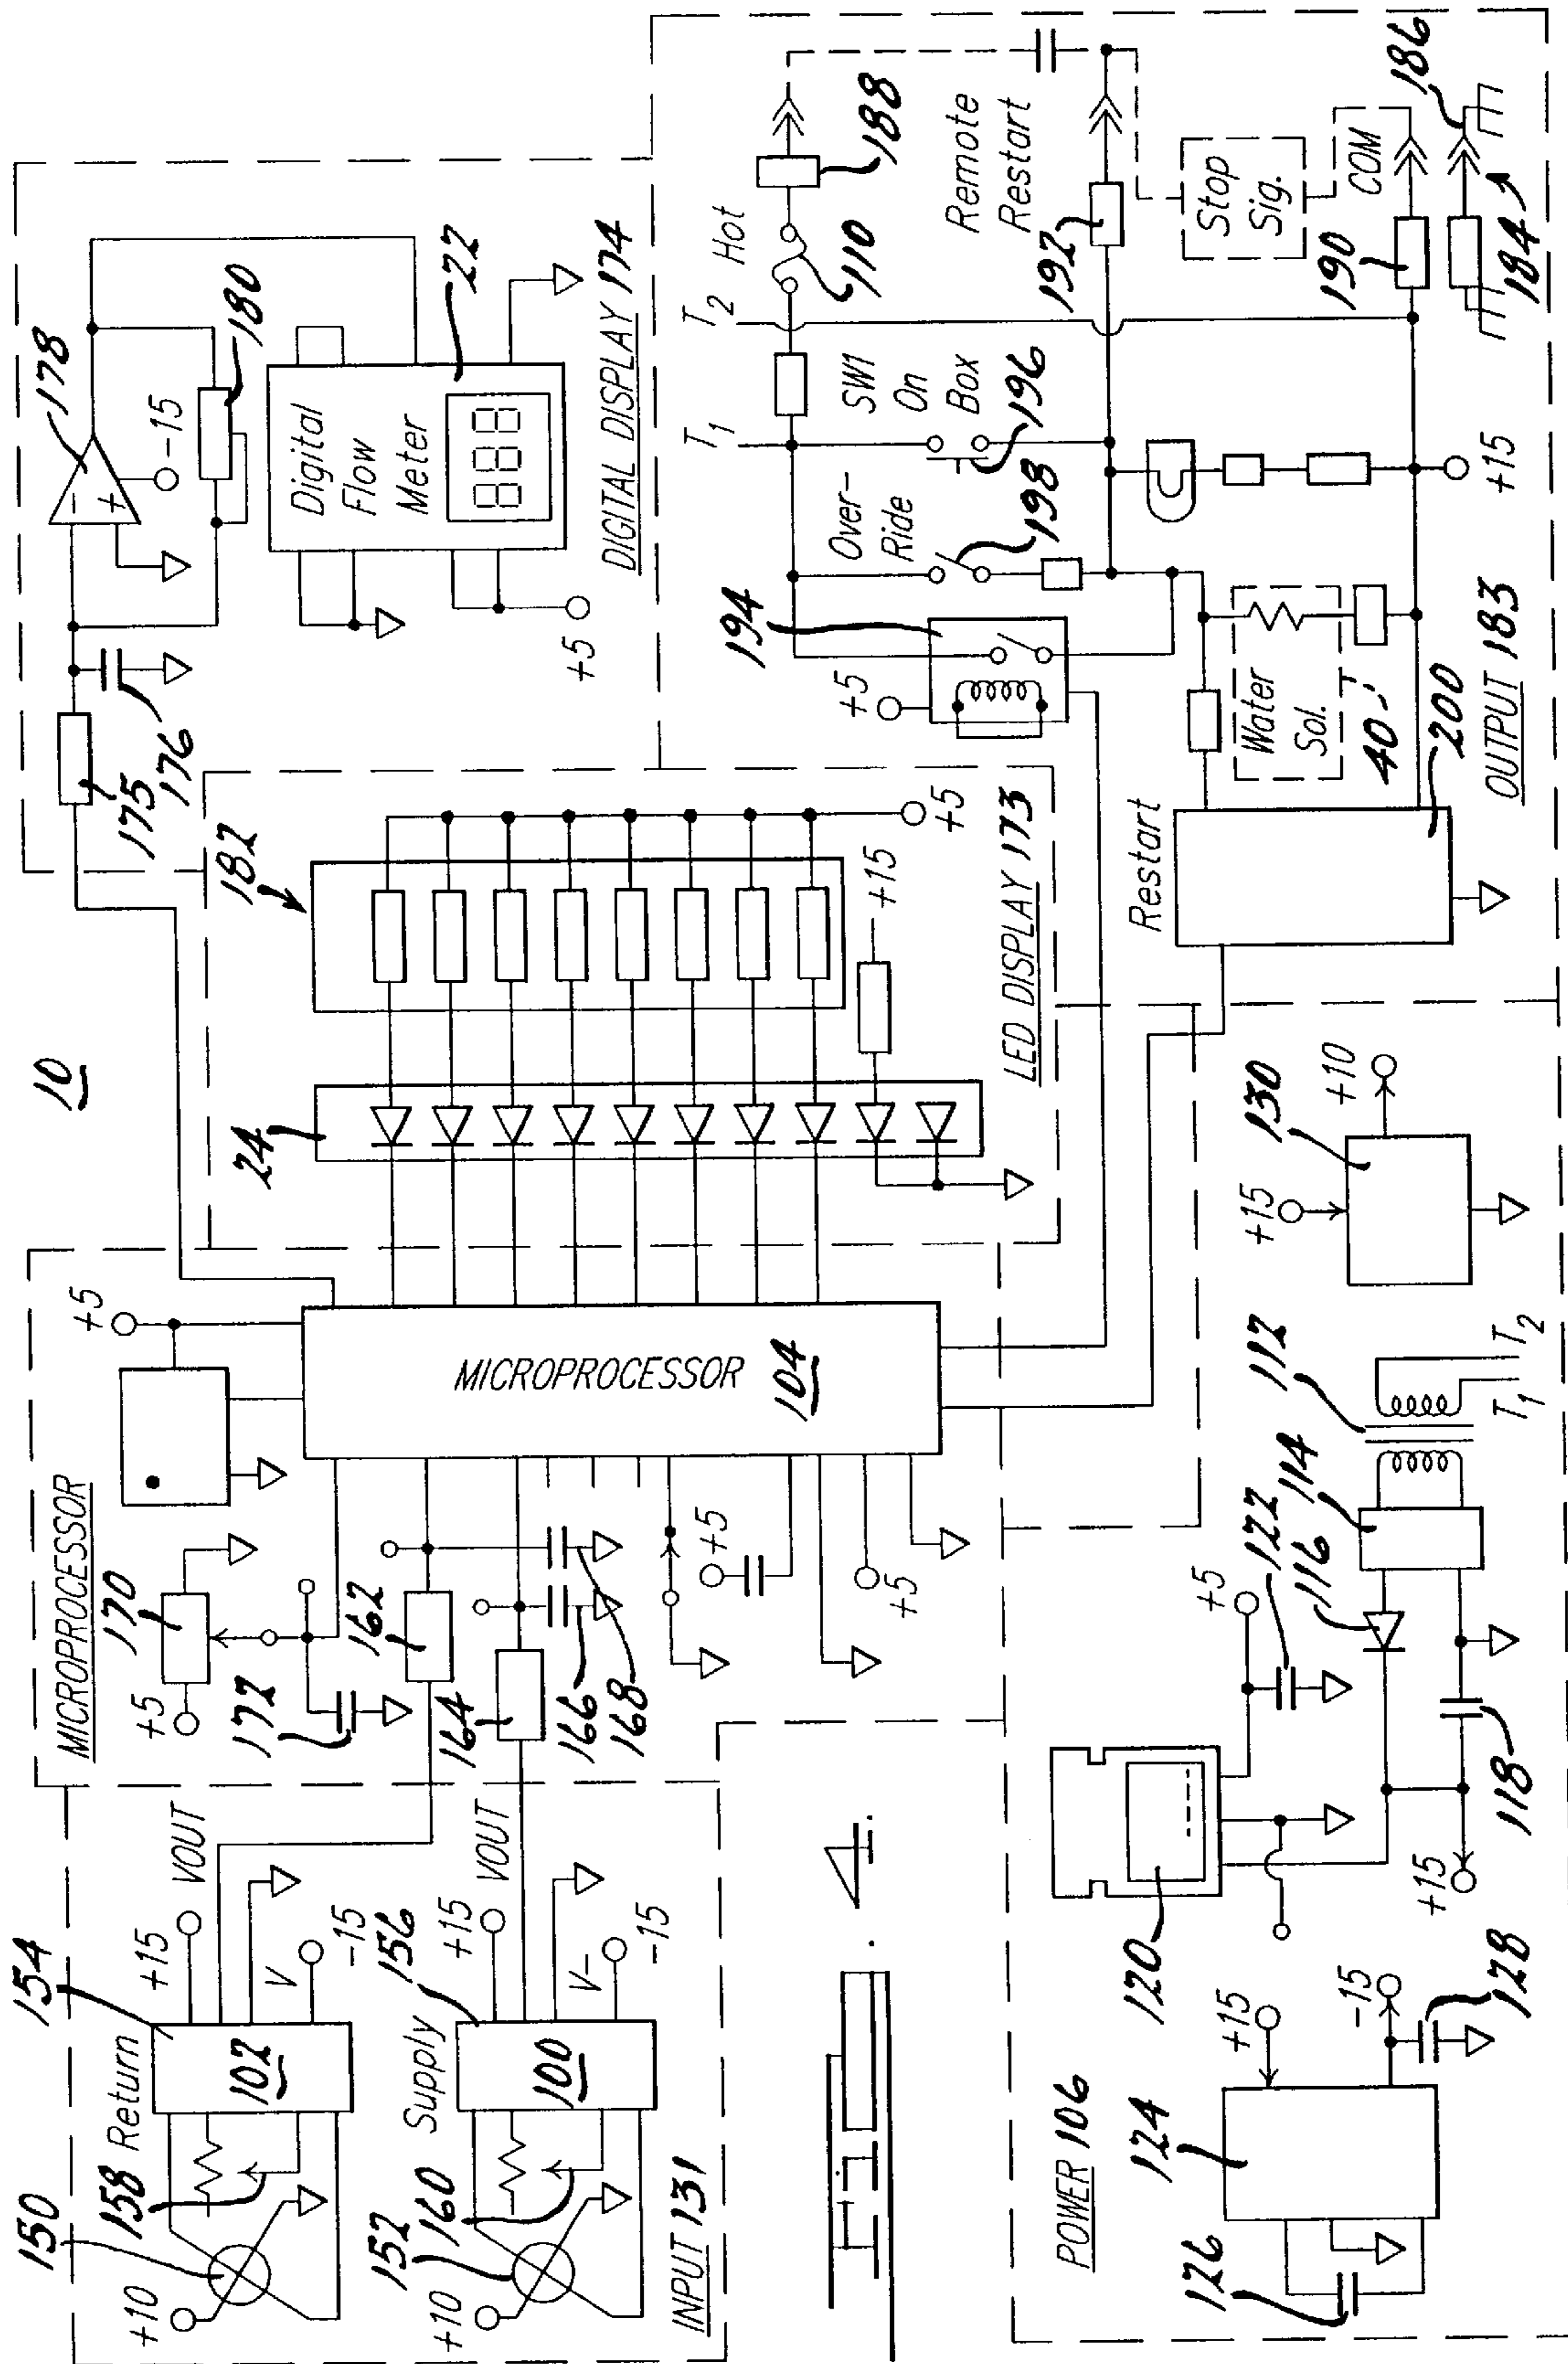 10
MICROPROCESSOR
+5
170
+5
172
162
164
166
168
+5
+5
MICROPROCESSOR
104
154
150
Return
158
102
+10
+15
VOUT
V
-15
Supply
156
152
160
100
+10
+15
VOUT
V-
-15
INPUT 131
Fig. 4.
24
182
+5
+15
LED DISPLAY 173
175
176
178
-15
180
Digital
Flow
Meter
888
22
+5
DIGITAL DISPLAY 174
T1
T2
Hot
110
188
Remote
Restart
192
SW1
On
Box
196
Over-
Ride
198
194
+5
Stop
Sig.
COM
190
184
186
+15
Water
Sol.
40
Restart
200
OUTPUT 183
POWER 106
124
126
+15
-15
128
120
+5
122
116
114
112
T1
T2
118
+15
+15
130
+10